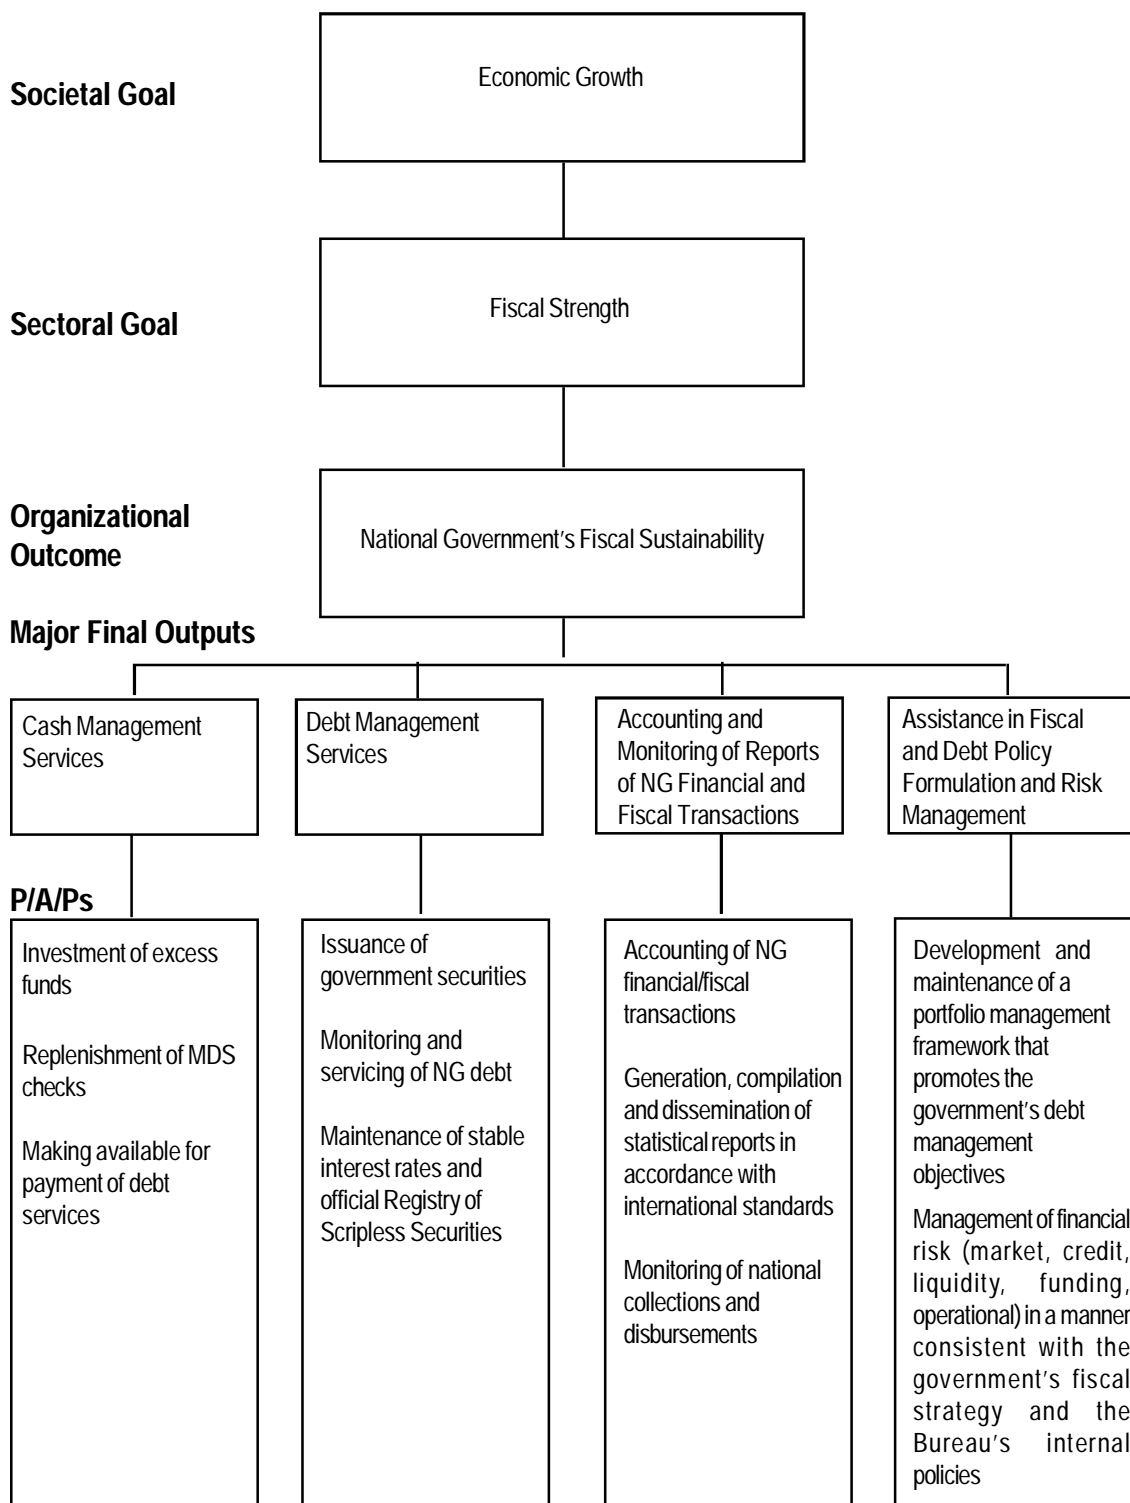 Societal Goal
Economic Growth
Sectoral Goal
Fiscal Strength
Organizational
Outcome
National Government's Fiscal Sustainability
Major Final Outputs
Cash Management
Services
Debt Management
Services
Accounting and
Monitoring of Reports
of NG Financial and
Fiscal Transactions
Assistance in Fiscal
and Debt Policy
Formulation and Risk
Management
P/A/Ps
Investment of excess
funds
Replenishment of MDS
checks
Making available for
payment of debt
services
Issuance of
government securities
Monitoring and
servicing of NG debt
Maintenance of stable
interest rates and
official Registry of
Scripless Securities
Accounting of NG
financial/fiscal
transactions
Generation, compilation
and dissemination of
statistical reports in
accordance with
international standards
Monitoring of national
collections and
disbursements
Development and
maintenance of a
portfolio management
framework that
promotes the
government's debt
management
objectives
Management of financial
risk (market, credit,
liquidity, funding,
operational) in a manner
consistent with the
government's fiscal
strategy and the
Bureau's internal
policies